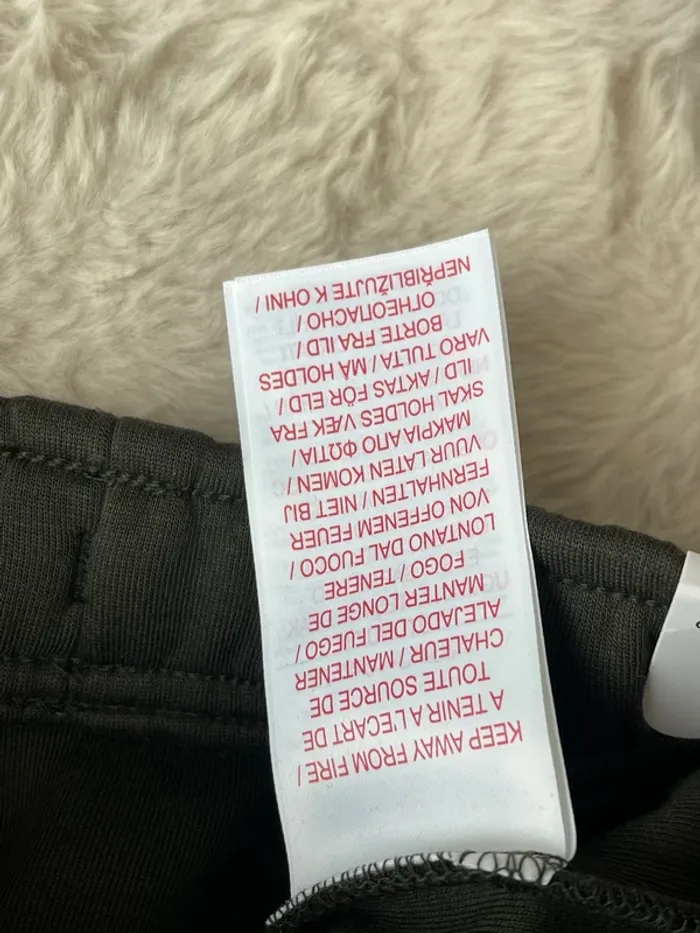 KEEP AWAY FROM FIRE /
A TENIR A L'ECART DE
TOUTE SOURCE DE
CHALEUR / MANTENER
ALEJADO DEL FUEGO /
MANTER LONGE DE
FOGO / TENERE
LONTANO DAL FUOCO /
VON OFFENEM FEUER
FERNHALTEN / NIET BIJ
VUUR LATEN KOMEN /
ΜΑΚΡΙΑ ΑΠΟ ΦΩΤΙΑ /
SKAL HOLDES VÆK FRA
ILD / AKTAS FÖR ELD /
VARO TULTA / MÅ HOLDES
BORTE FRA ILD /
ОГНЕОПАСНО /
NEPŘIBLIŽUJTE K OHNI /